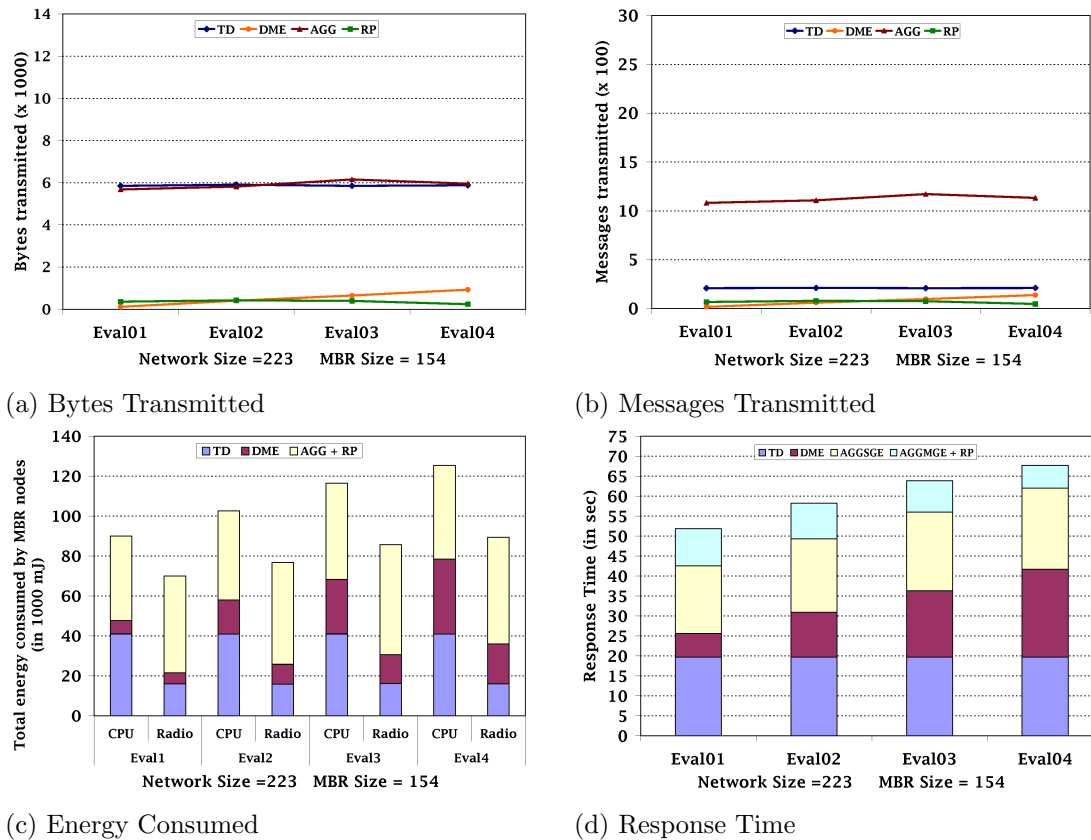 14
12
10
8
6
4
2
0
Bytes transmitted (x 1000)
TD DME AGG RP
Eval01 Eval02 Eval03 Eval04
Network Size =223 MBR Size = 154
(a) Bytes Transmitted
30
25
20
15
10
5
0
Messages transmitted (x 100)
TD DME AGG RP
Eval01 Eval02 Eval03 Eval04
Network Size =223 MBR Size = 154
(b) Messages Transmitted
140
120
100
80
60
40
20
0
Total energy consumed by MBR nodes
(in 1000 mJ)
TD DME AGG + RP
CPU Radio CPU Radio CPU Radio CPU Radio
Eval1 Eval2 Eval3 Eval4
Network Size =223 MBR Size = 154
(c) Energy Consumed
75
70
65
60
55
50
45
40
35
30
25
20
15
10
5
0
Response Time (in sec)
TD DME AGGSGE AGGMGE + RP
Eval01 Eval02 Eval03 Eval04
Network Size =223 MBR Size = 154
(d) Response Time